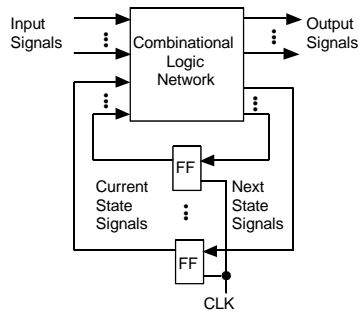 Input
Signals
Combinational
Logic
Network
Output
Signals
FF
Current
State
Signals
Next
State
Signals
FF
CLK